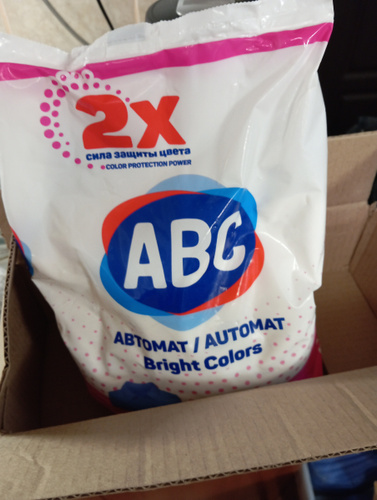 2X
сила защиты цвета
COLOR PROTECTION POWER
ABC
АВТОМАТ / AUTOMAT
Bright Colors